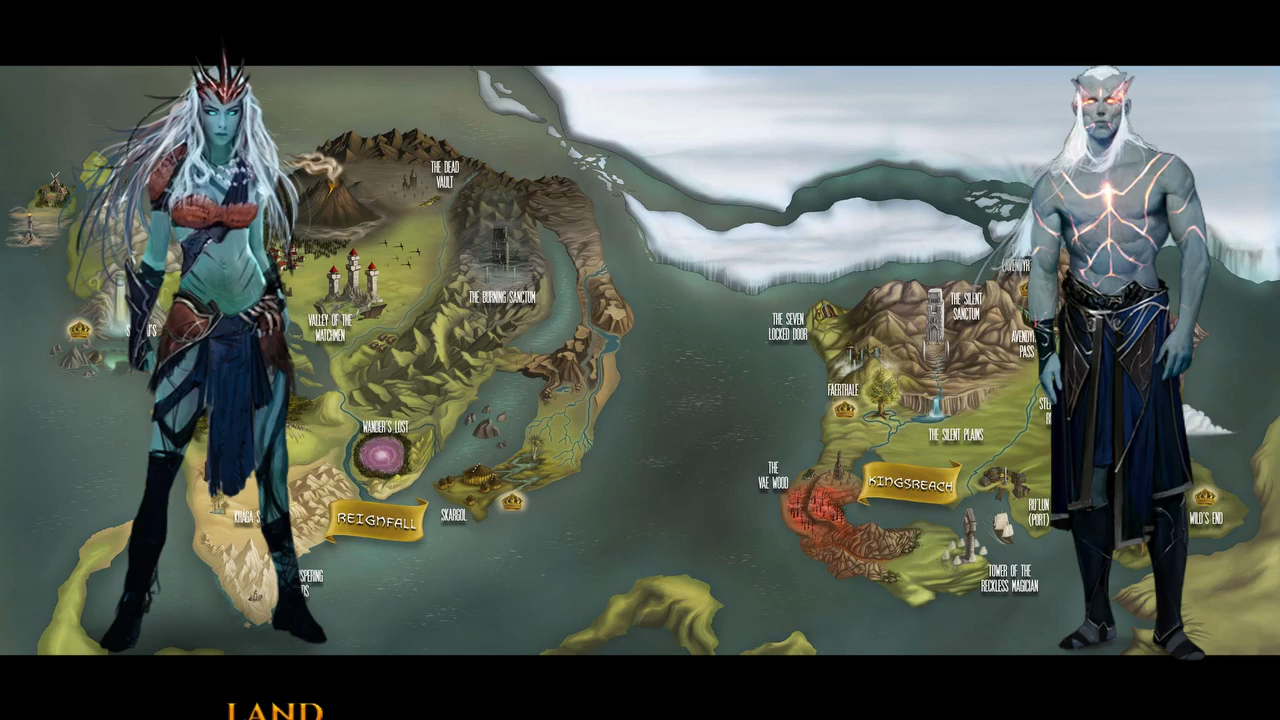 THE DEAD
VAULT
THE BURNING SANCTUM
VALLEY OF THE
WATCHMEN
WANDER'S LOST
REIGNFALL
SKARGOL
THE SEVEN
LOCKED DOOR
THE SILENT
SANCTUM
PASS
FAERTHALE
THE SILENT PLAINS
THE
VAE WOOD
KINGSREACH
RU'LUN
(PORT)
WILD'S END
TOWER OF THE
RECKLESS MAGICIAN
LAND